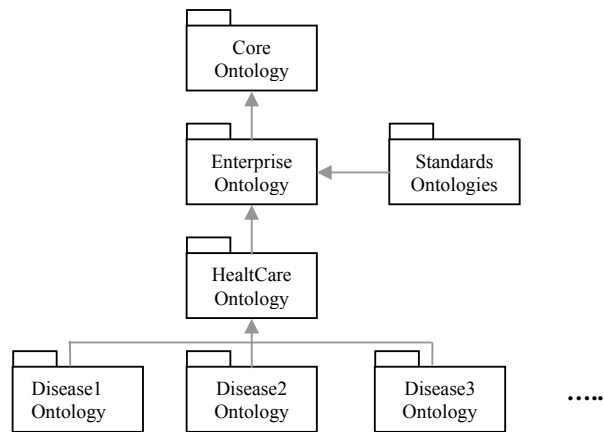 Core
Ontology
Enterprise
Ontology
Standards
Ontologies
HealtCare
Ontology
Disease1
Ontology
Disease2
Ontology
Disease3
Ontology
.....